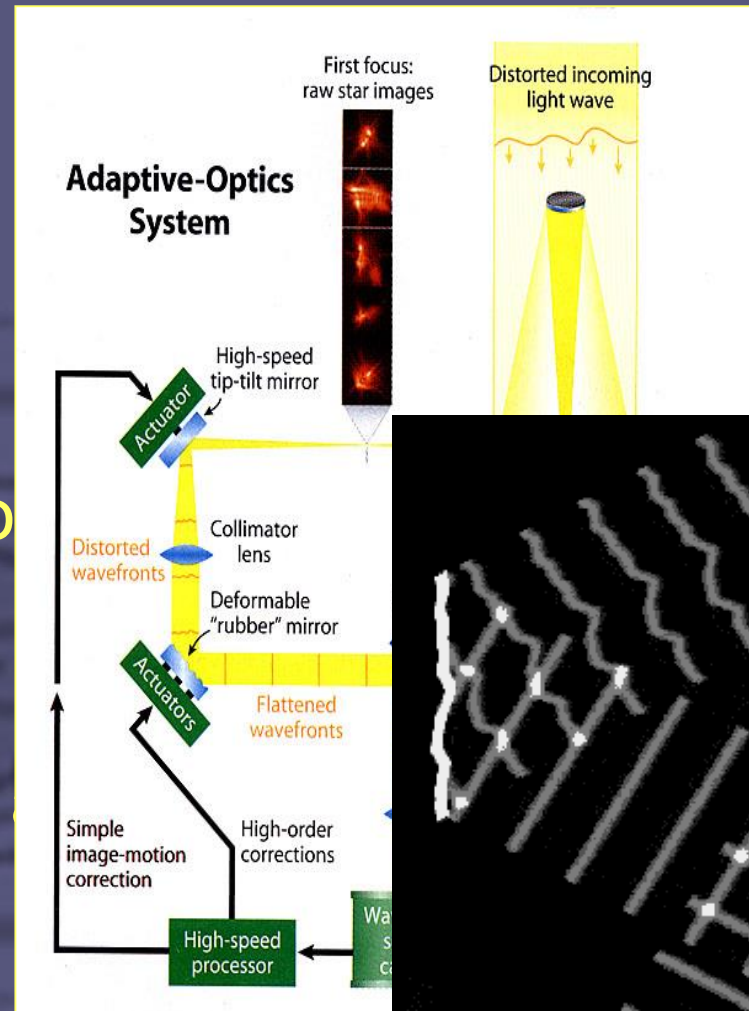 First focus:
raw star images
Distorted incoming
light wave
Adaptive-Optics
System
High-speed
tip-tilt mirror
Actuator
Collimator
lens
Distorted
wavefronts
Deformable
"rubber" mirror
Actuators
Flattened
wavefronts
Simple
image-motion
correction
High-order
corrections
High-speed
processor